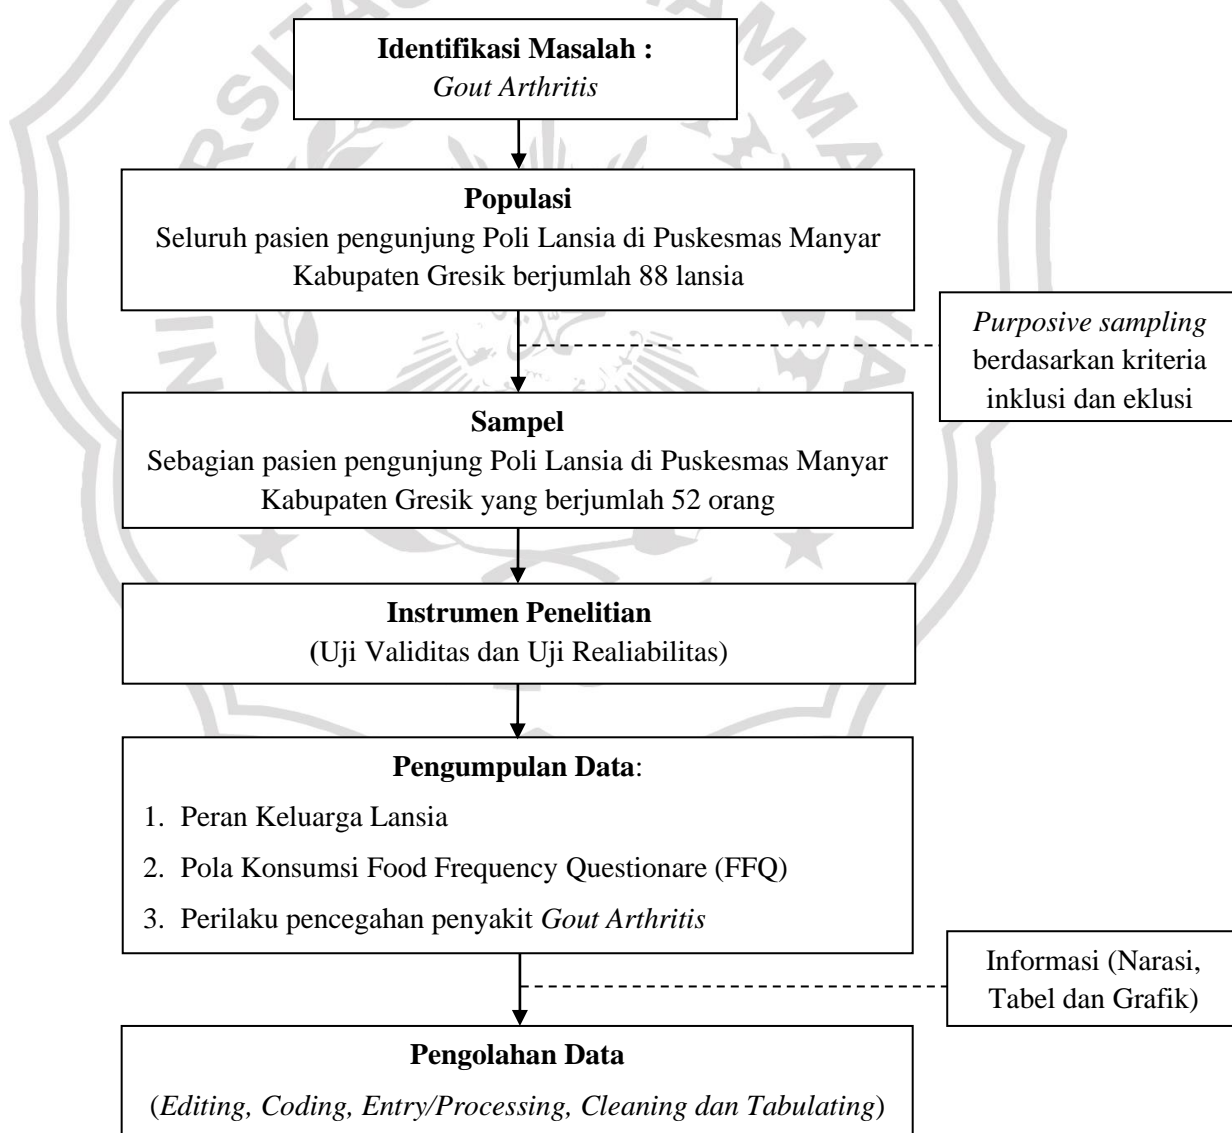 Identifikasi Masalah :
Gout Arthritis
Populasi
Seluruh pasien pengunjung Poli Lansia di Puskesmas Manyar
Kabupaten Gresik berjumlah 88 lansia
Purposive sampling
berdasarkan kriteria
inklusi dan eklusi
Sampel
Sebagian pasien pengunjung Poli Lansia di Puskesmas Manyar
Kabupaten Gresik yang berjumlah 52 orang
Instrumen Penelitian
(Uji Validitas dan Uji Realiabilitas)
Pengumpulan Data:
1. Peran Keluarga Lansia
2. Pola Konsumsi Food Frequency Questionare (FFQ)
3. Perilaku pencegahan penyakit Gout Arthritis
Informasi (Narasi,
Tabel dan Grafik)
Pengolahan Data
(Editing, Coding, Entry/Processing, Cleaning dan Tabulating)